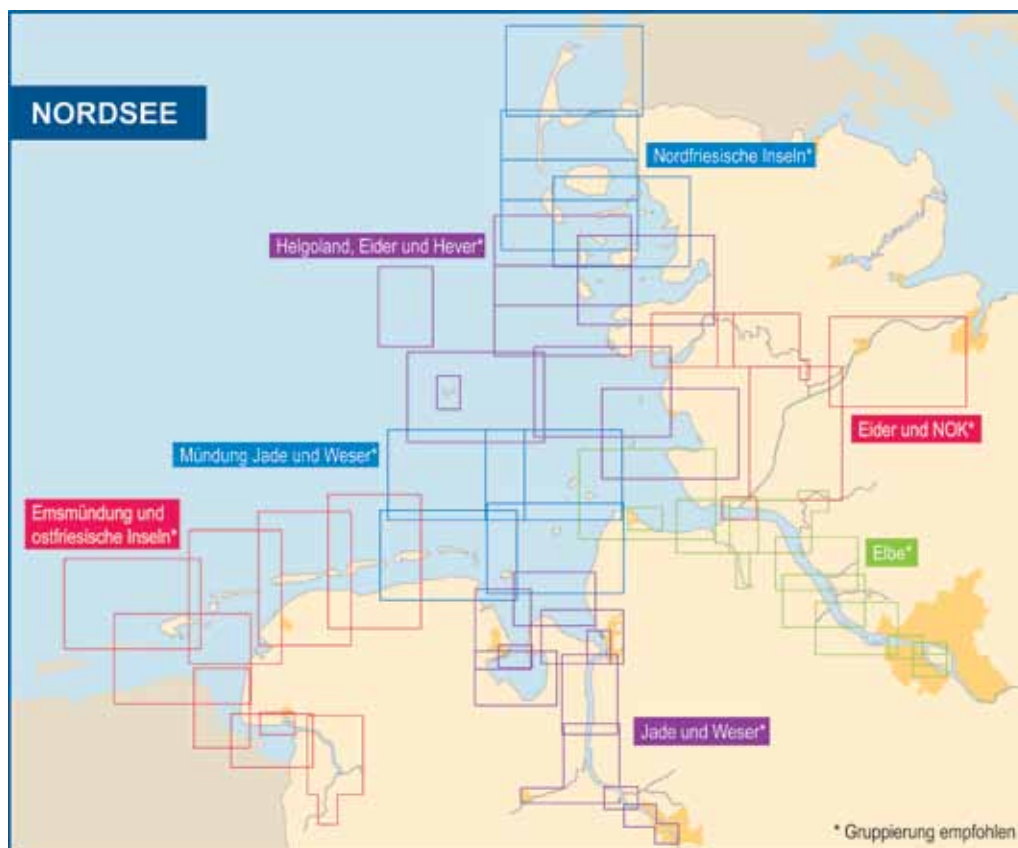 NORDSEE
Nordfriesische Inseln*
Helgoland, Eider und Hever*
Eider und NOK*
Mündung Jade und Weser*
Emsmündung und
ostfriesische Inseln*
Elbe*
Jade und Weser*
* Gruppierung empfohlen